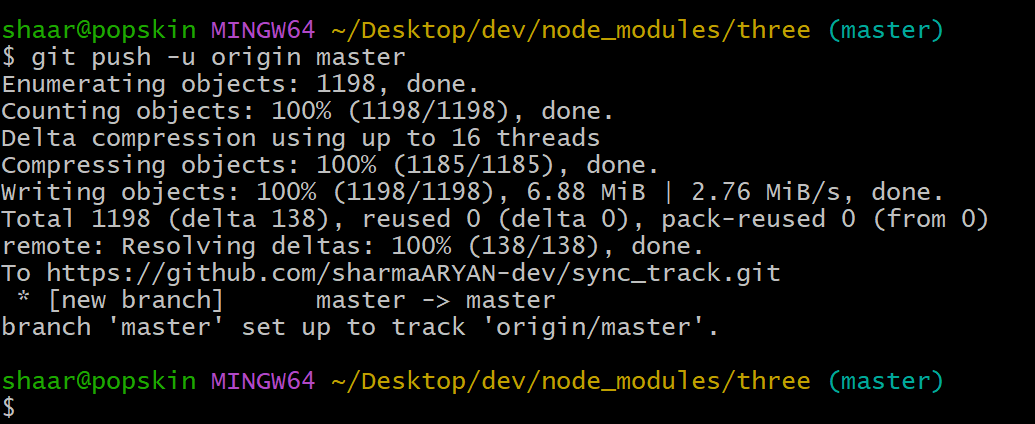 shaar@popskin MINGW64 ~/Desktop/dev/node_modules/three (master)
$ git push -u origin master
Enumerating objects: 1198, done.
Counting objects: 100% (1198/1198), done.
Delta compression using up to 16 threads
Compressing objects: 100% (1185/1185), done.
Writing objects: 100% (1198/1198), 6.88 MiB | 2.76 MiB/s, done.
Total 1198 (delta 138), reused 0 (delta 0), pack-reused 0 (from 0)
remote: Resolving deltas: 100% (138/138), done.
To https://github.com/sharmaARYAN-dev/sync_track.git
 * [new branch]      master -> master
branch 'master' set up to track 'origin/master'.
shaar@popskin MINGW64 ~/Desktop/dev/node_modules/three (master)
$